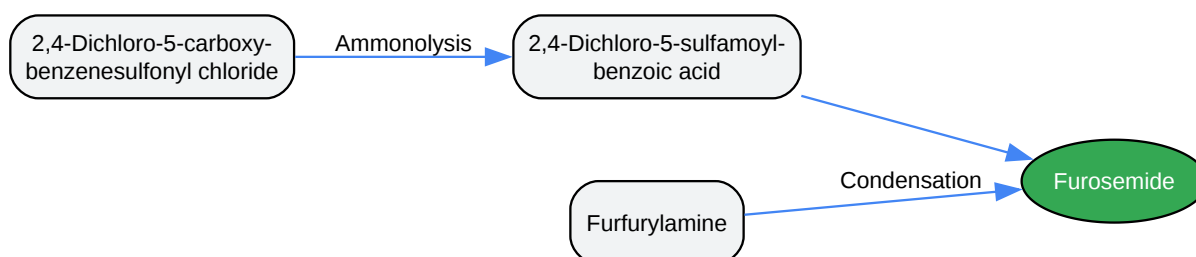 2,4-Dichloro-5-carboxy-
benzenesulfonyl chloride
Ammonolysis
2,4-Dichloro-5-sulfamoyl-
benzoic acid
Condensation
Furosemide
Furfurylamine